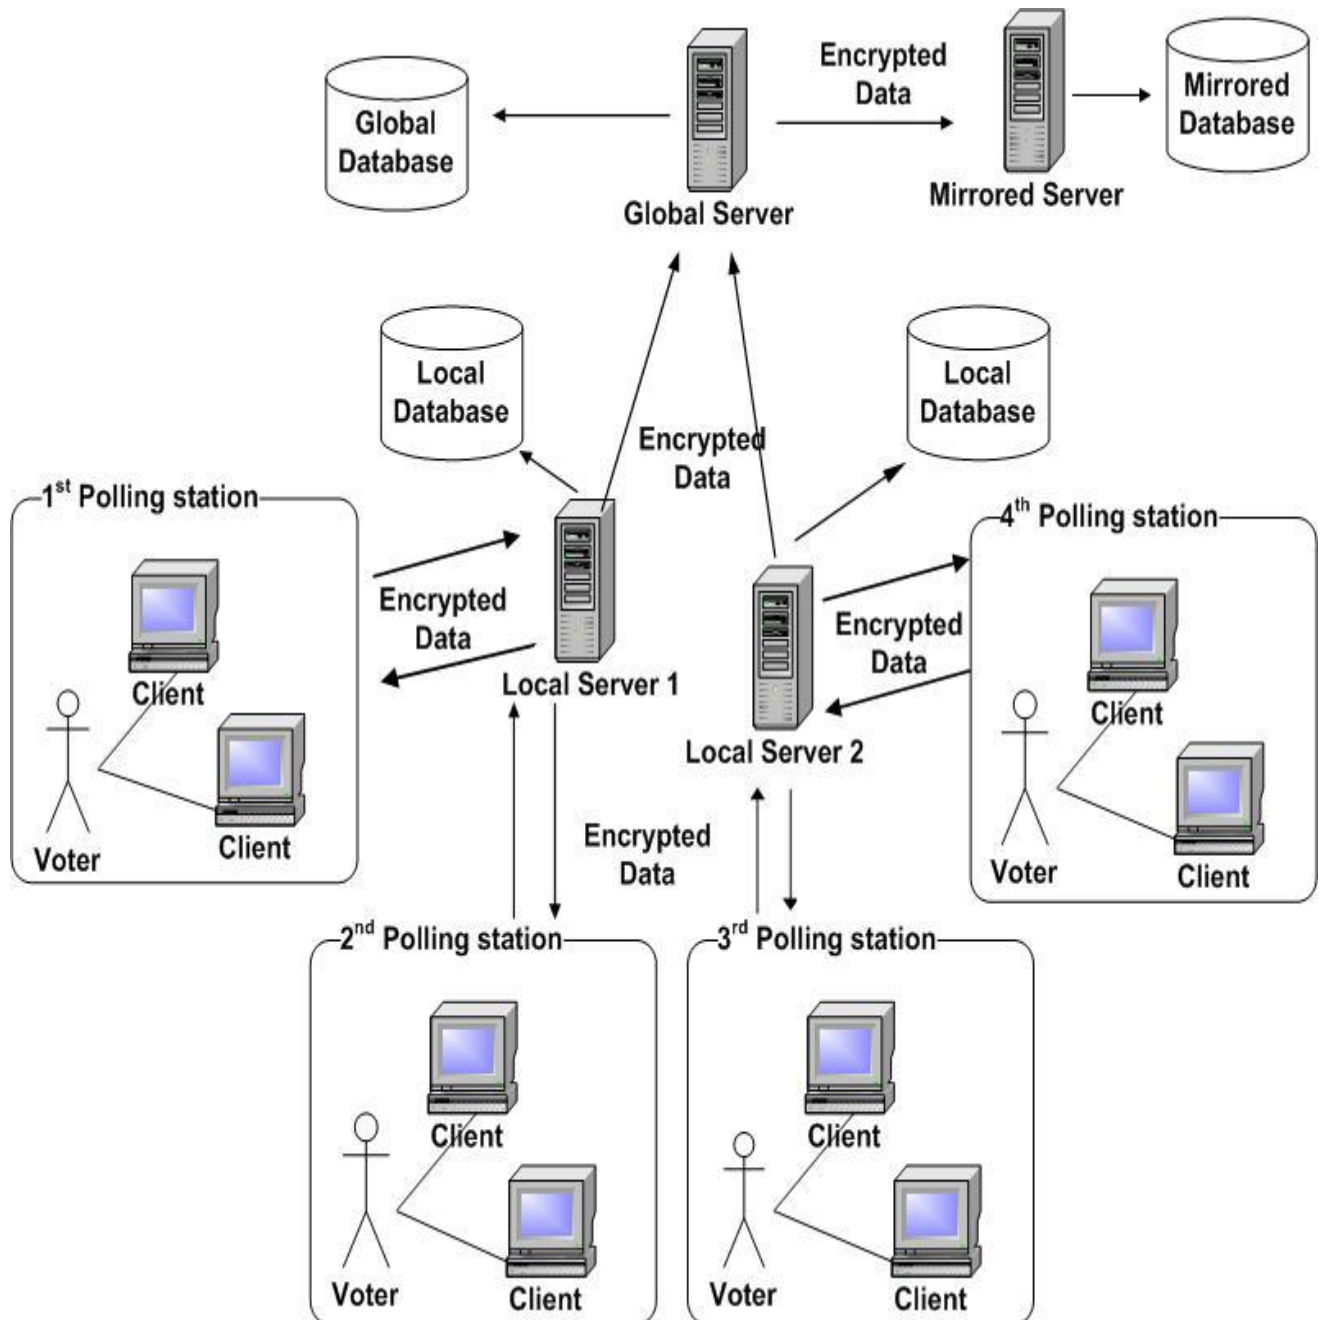 Global
Database
Global Server
Encrypted
Data
Mirrored Server
Mirrored
Database
Local
Database
Local
Database
Encrypted
Data
1st Polling station
Client
Client
Voter
Encrypted
Data
Local Server 1
Local Server 2
Encrypted
Data
4th Polling station
Client
Client
Voter
Encrypted
Data
2nd Polling station
Client
Client
Voter
3rd Polling station
Client
Client
Voter